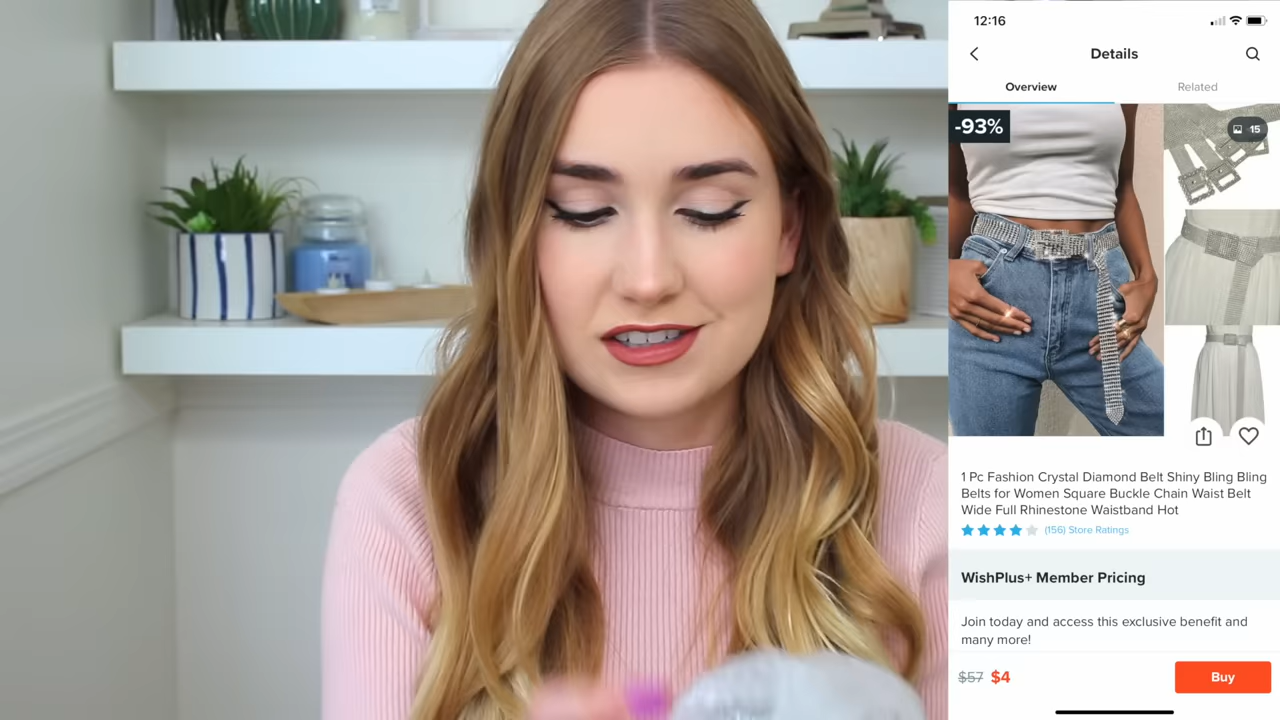 12:16
Details
Overview
Related
-93%
15
1 Pc Fashion Crystal Diamond Belt Shiny Bling Bling
Belts for Women Square Buckle Chain Waist Belt
Wide Full Rhinestone Waistband Hot
(156) Store Ratings
WishPlus+ Member Pricing
Join today and access this exclusive benefit and
many more!
$57 $4
Buy